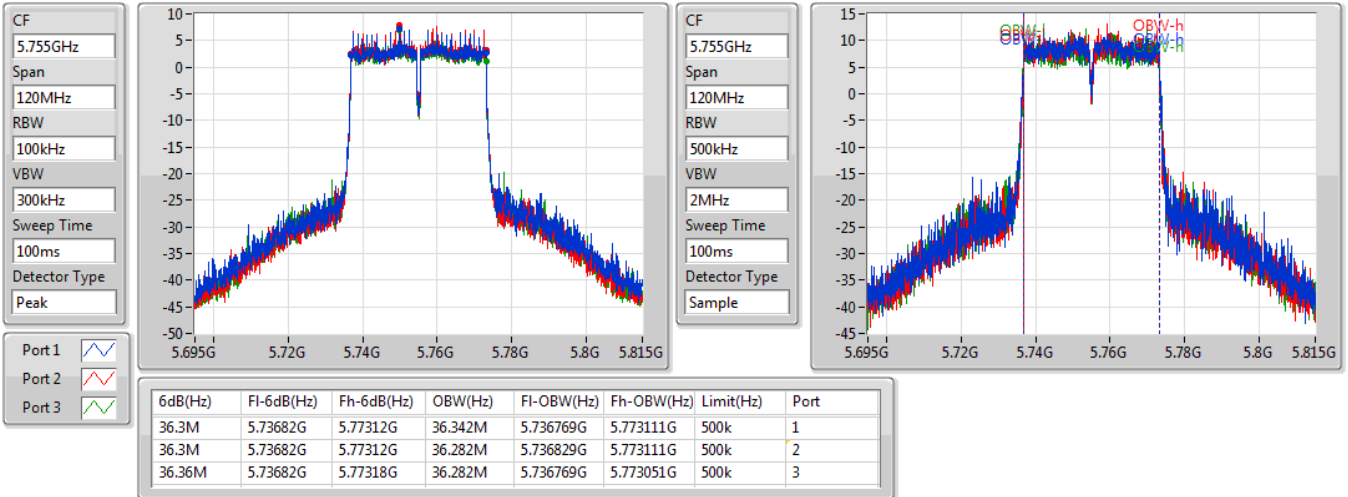 CF
5.755GHz
Span
120MHz
RBW
100kHz
VBW
300kHz
Sweep Time
100ms
Detector Type
Peak
10
5
0
-5
-10
-15
-20
-25
-30
-35
-40
-45
-50
5.695G 5.72G 5.74G 5.76G 5.78G 5.8G 5.815G
CF
5.755GHz
Span
120MHz
RBW
500kHz
VBW
2MHz
Sweep Time
100ms
Detector Type
Sample
15
10
5
0
-5
-10
-15
-20
-25
-30
-35
-40
-45
OBW-h
OBW-h
5.695G 5.72G 5.74G 5.76G 5.78G 5.8G 5.815G
Port 1
Port 2
Port 3
6dB(Hz) Fl-6dB(Hz) Fh-6dB(Hz) OBW(Hz) Fl-OBW(Hz) Fh-OBW(Hz) Limit(Hz) Port
36.3M 5.73682G 5.77312G 36.342M 5.736769G 5.773111G 500k 1
36.3M 5.73682G 5.77312G 36.282M 5.736829G 5.773111G 500k 2
36.36M 5.73682G 5.77318G 36.282M 5.736769G 5.773051G 500k 3